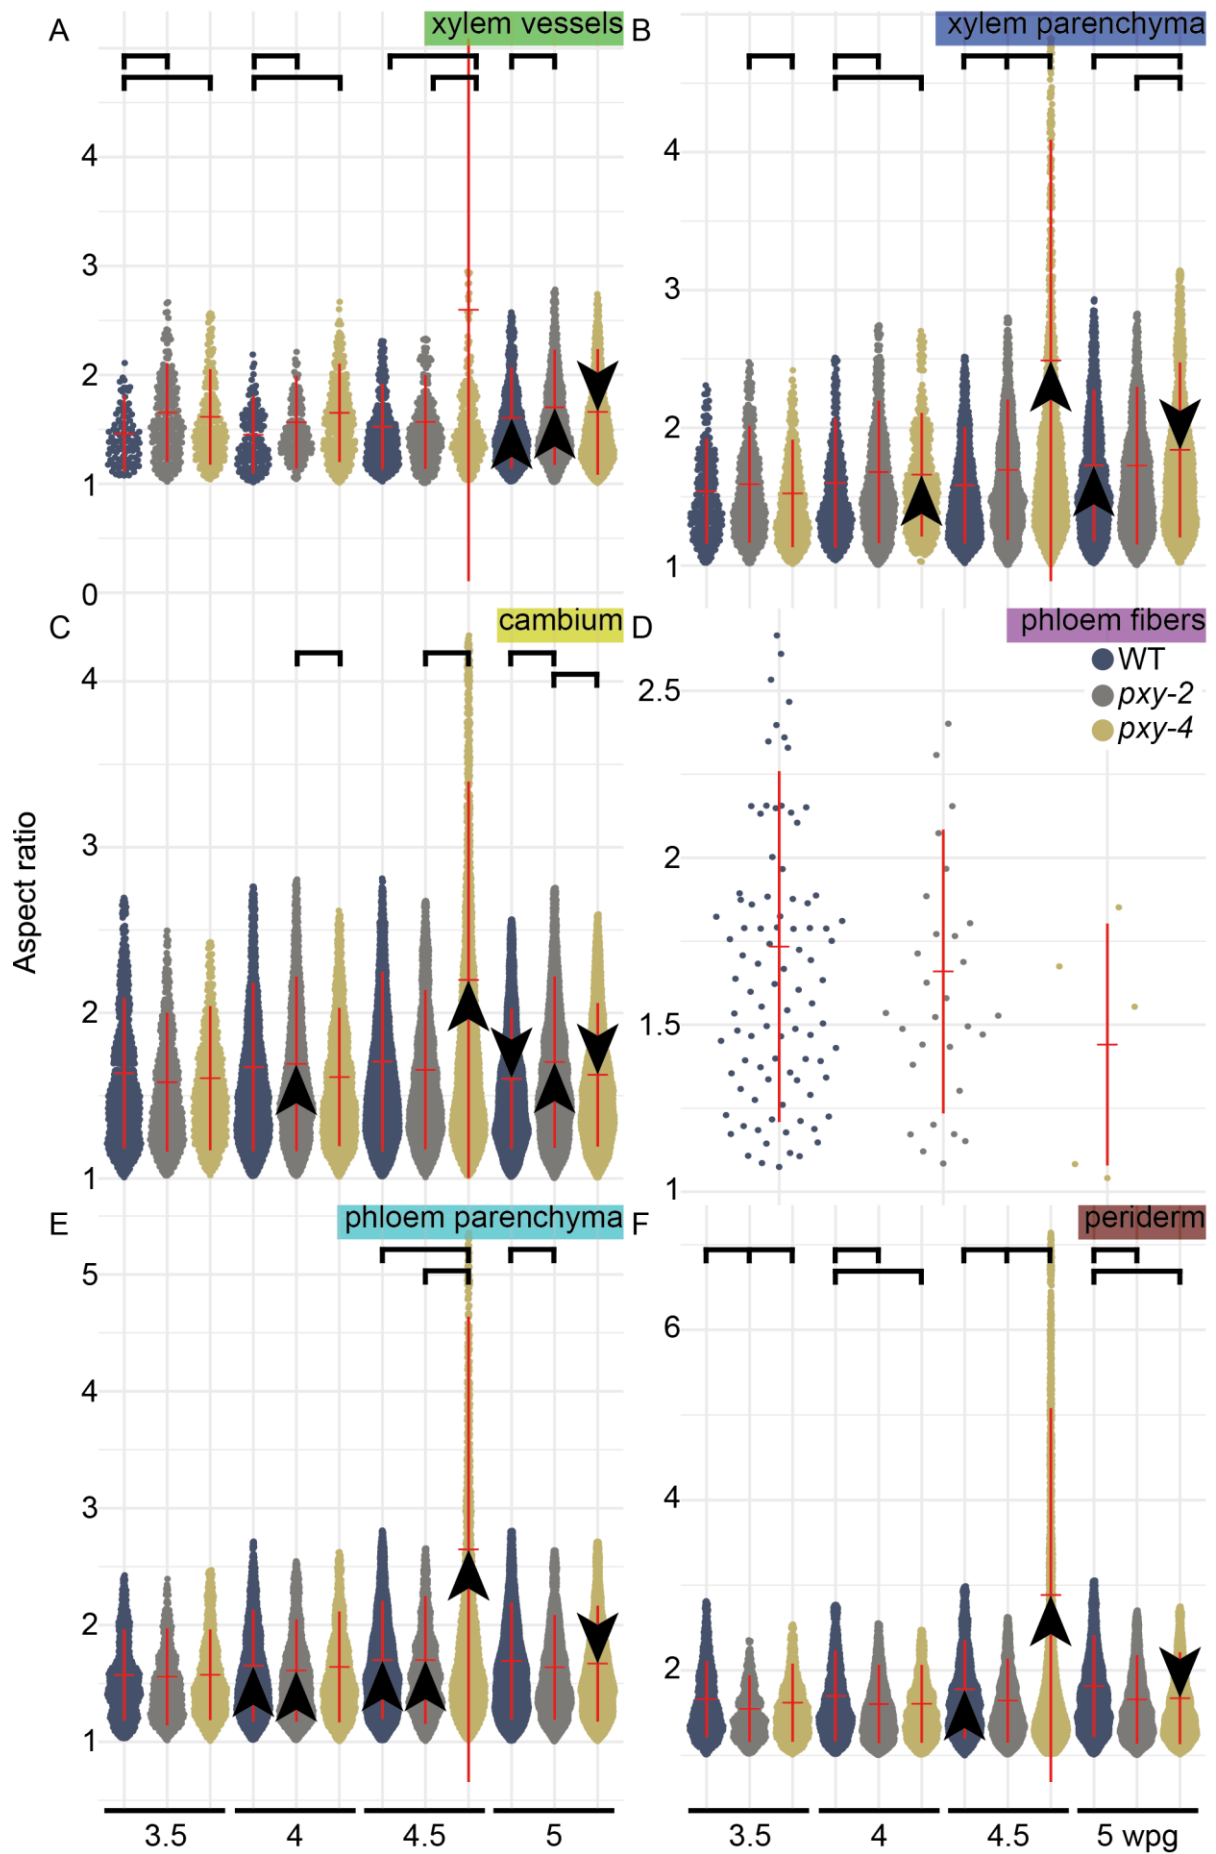 A
xylem vessels
4
3
2
1
0
B
xylem parenchyma
4
3
2
1
C
cambium
4
3
2
1
D
phloem fibers
WT
pxy-2
pxy-4
2.5
2
1.5
1
Aspect ratio
E
phloem parenchyma
5
4
3
2
1
F
periderm
6
4
2
3.5 4 4.5 5
3.5 4 4.5 5 wpg